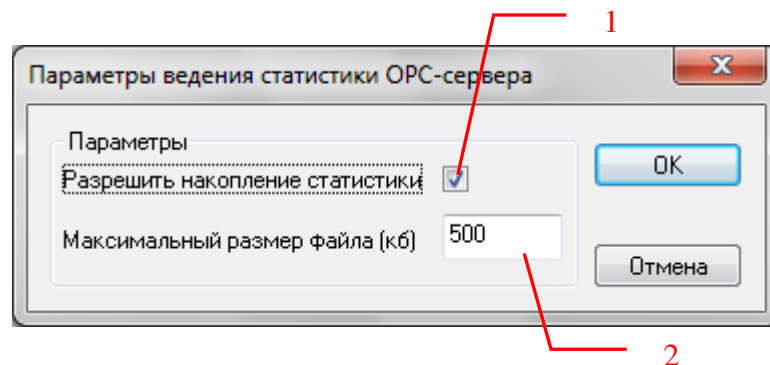 1
Параметры ведения статистики OPC-сервера
Параметры
Разрешить накопление статистики
OK
Максимальный размер файла (кб)
500
Отмена
2